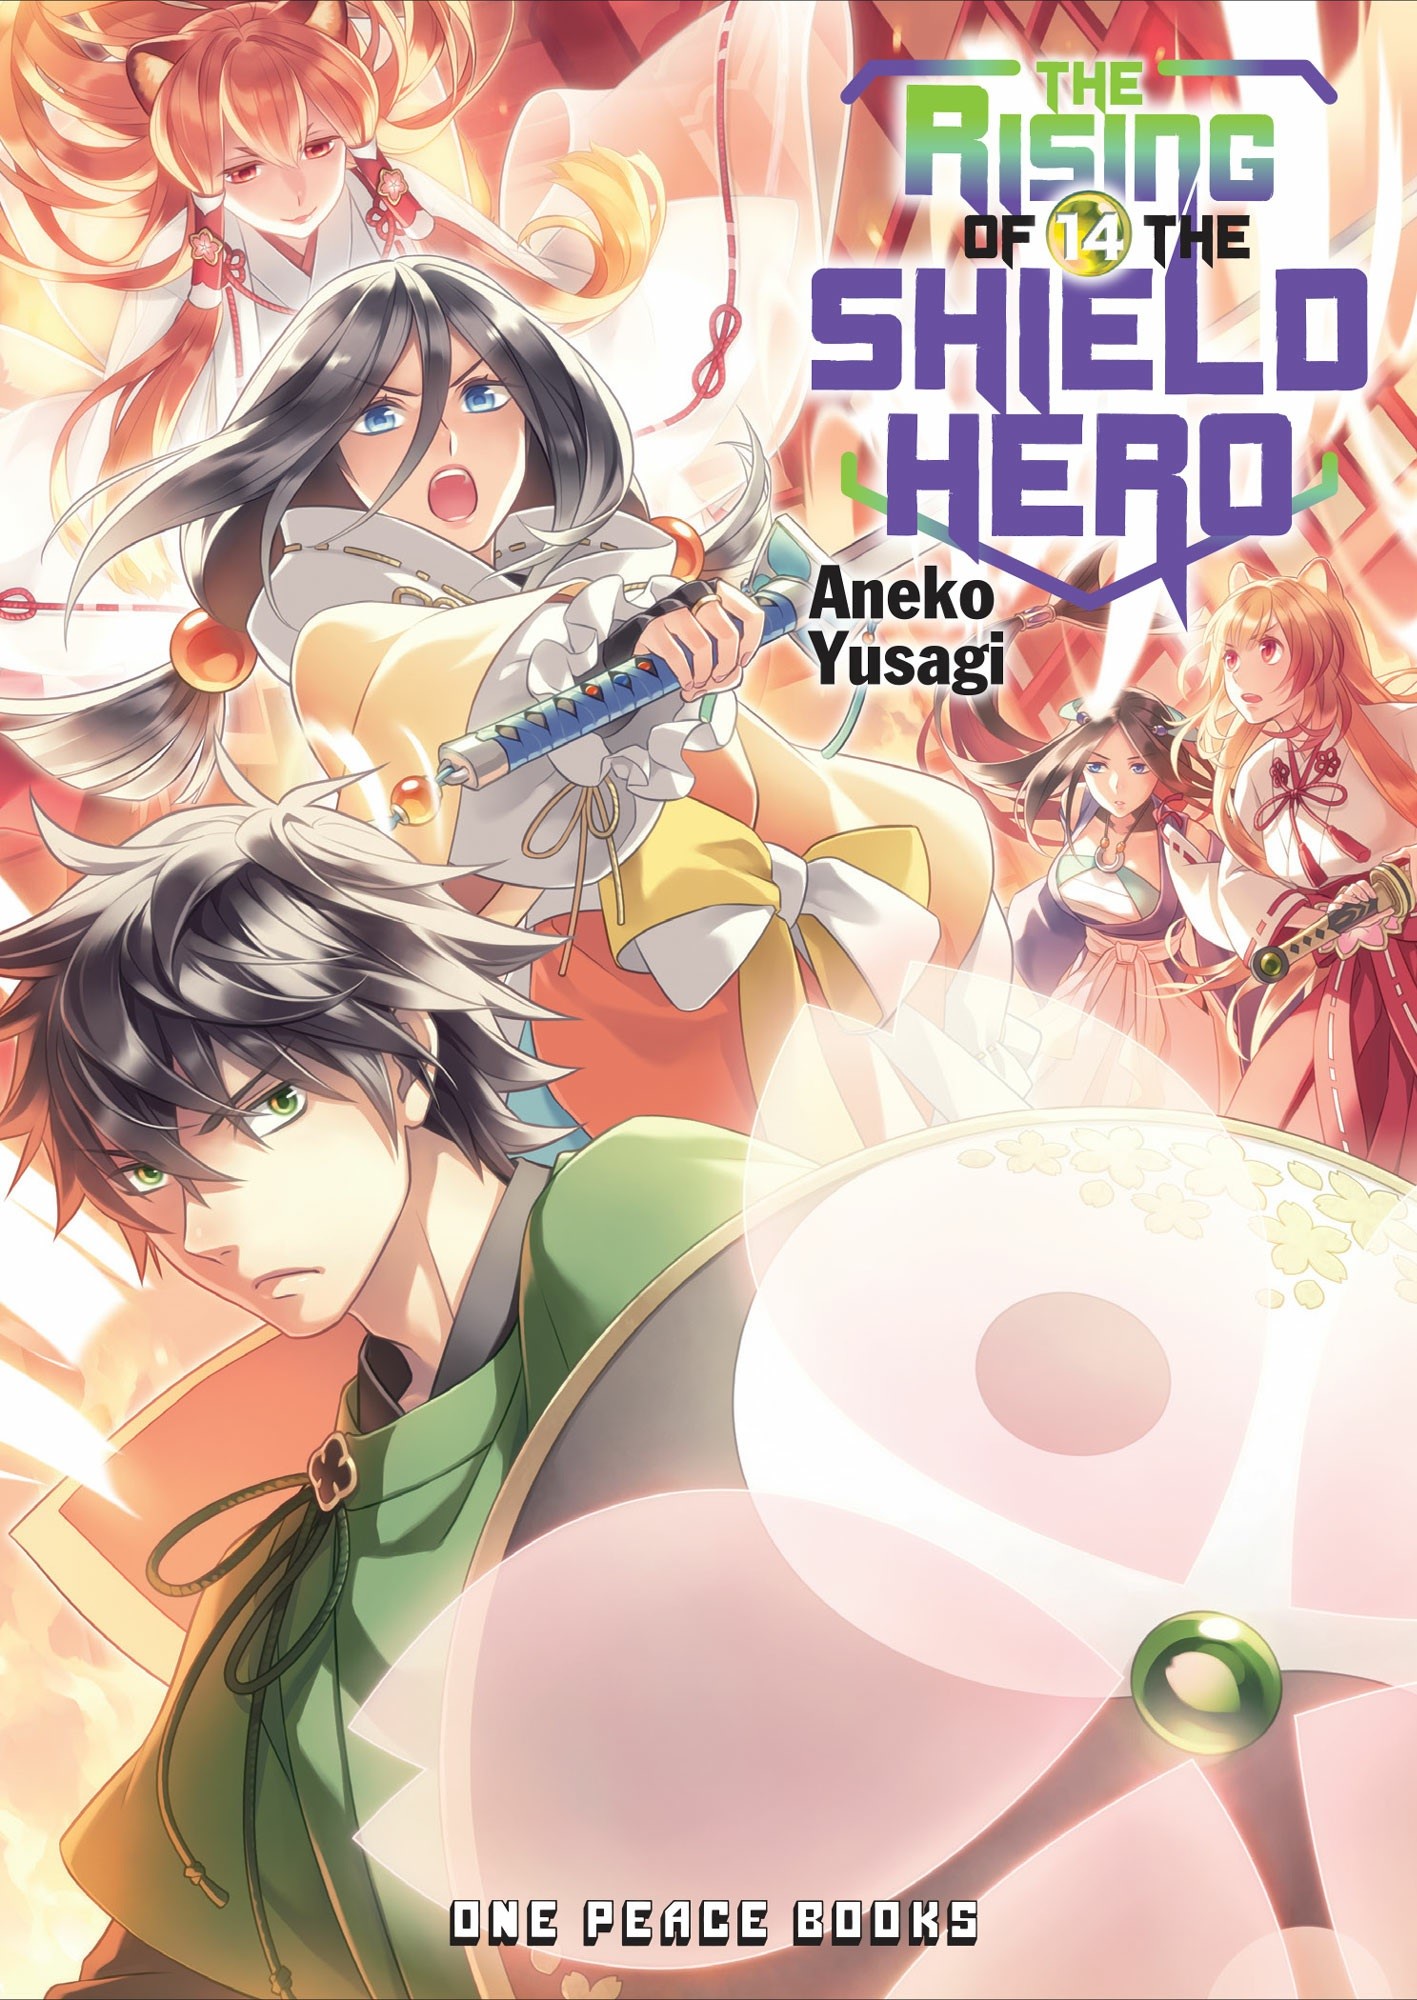 THE
RISING
OF 14 THE
SHIELD
HERO
Aneko
Yusagi
ONE PEACE BOOKS